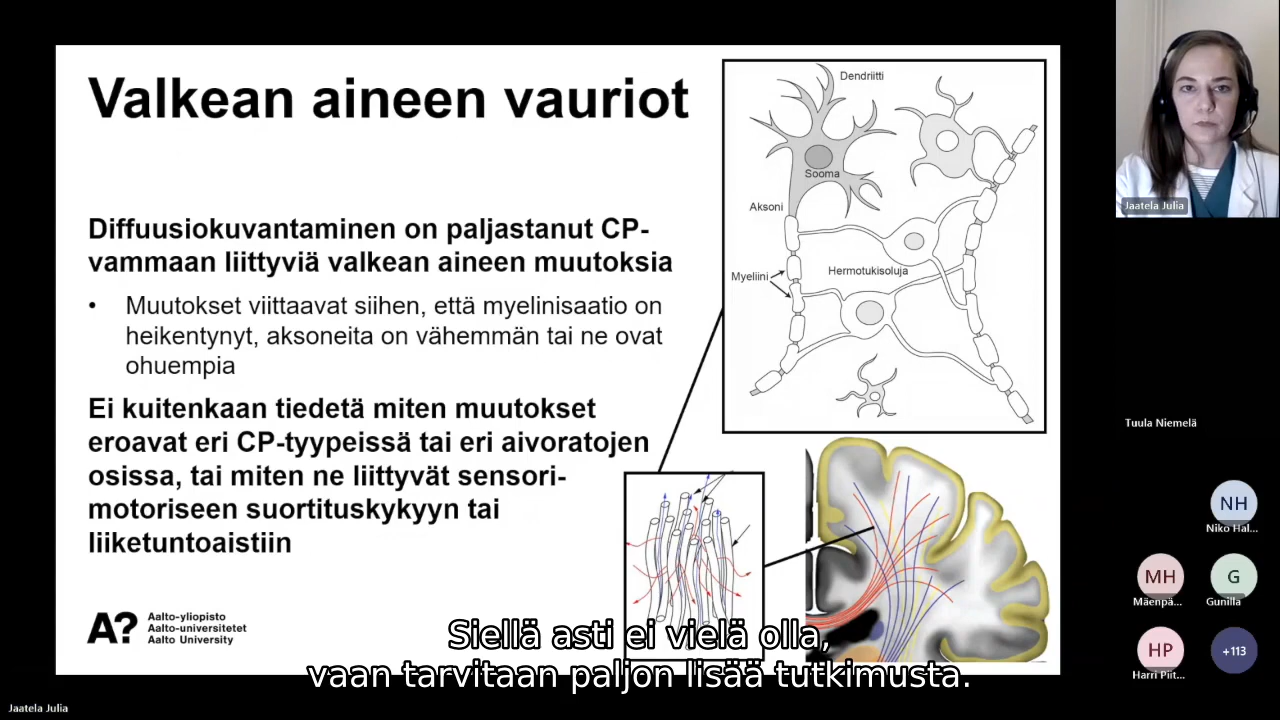 Valkean aineen vauriot
Diffuusiokuvantaminen on paljastanut CP-
vammaan liittyviä valkean aineen muutoksia
• Muutokset viittaavat siihen, että myelinisaatio on
heikentynyt, aksoneita on vähemmän tai ne ovat
ohuempia
Ei kuitenkaan tiedetä miten muutokset
eroavat eri CP-tyypeissä tai eri aivoratojen
osissa, tai miten ne liittyvät sensori-
motoriseen suortituskykyyn tai
liiketuntoaistiin
A?
Aalto-yliopisto
Aalto-universitetet
Aalto University
Dendriitti
Sooma
Aksoni
Myeliini
Hermotukisoluja
Siellä asti ei vielä olla,
vaan tarvitaan paljon lisää tutkimusta.
Jaatela Julia
Tuula Niemelä
NH
Niko Hal...
MH
Mäenpä...
G
Gunilla
HP
Harri Piit...
+113
Jaatela Julia